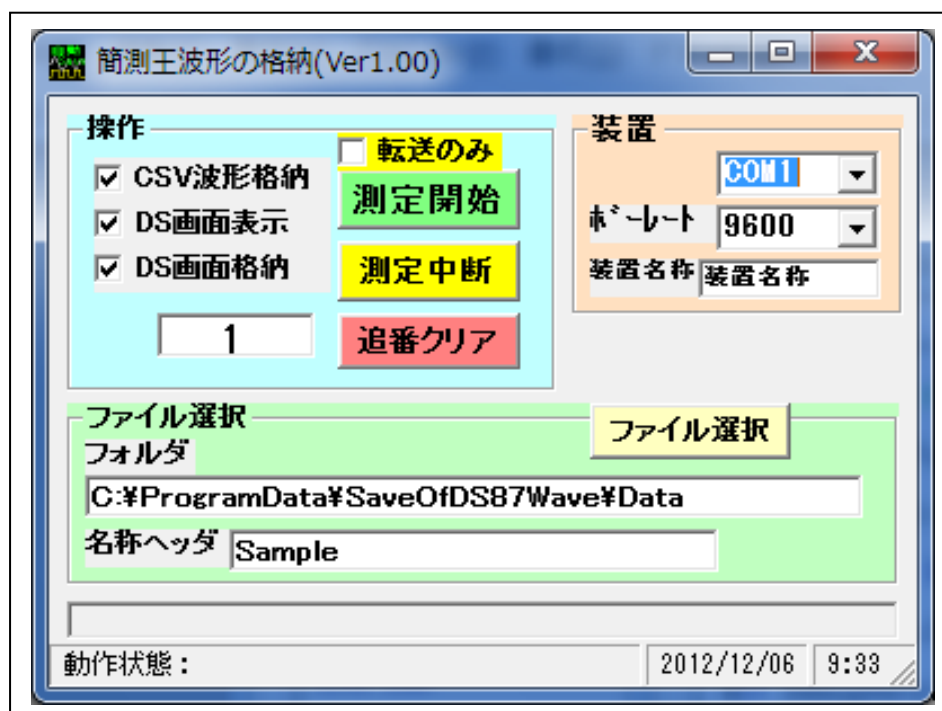 簡測王波形の格納(Ver1.00)
操作
転送のみ
CSV波形格納
測定開始
DS画面表示
DS画面格納
測定中断
1
追番クリア
装置
COM1
ボーレート
9600
装置名称
装置名称
ファイル選択
ファイル選択
フォルダ
C:¥ProgramData¥SaveOfDS87Wave¥Data
名称ヘッダ
Sample
動作状態:
2012/12/06
9:33